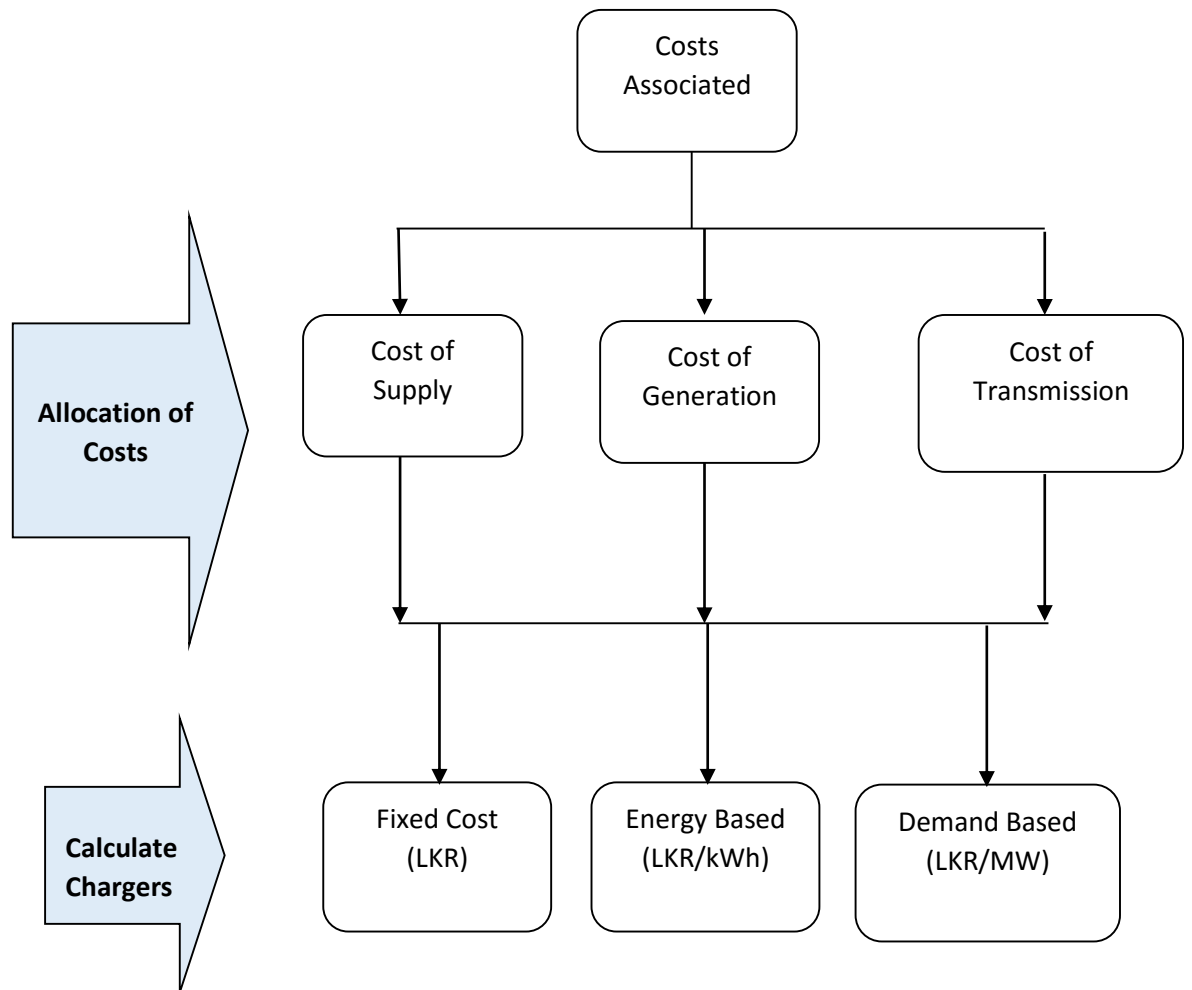 Costs
Associated
Allocation of
Costs
Cost of
Supply
Cost of
Generation
Cost of
Transmission
Calculate
Chargers
Fixed Cost
(LKR)
Energy Based
(LKR/kWh)
Demand Based
(LKR/MW)